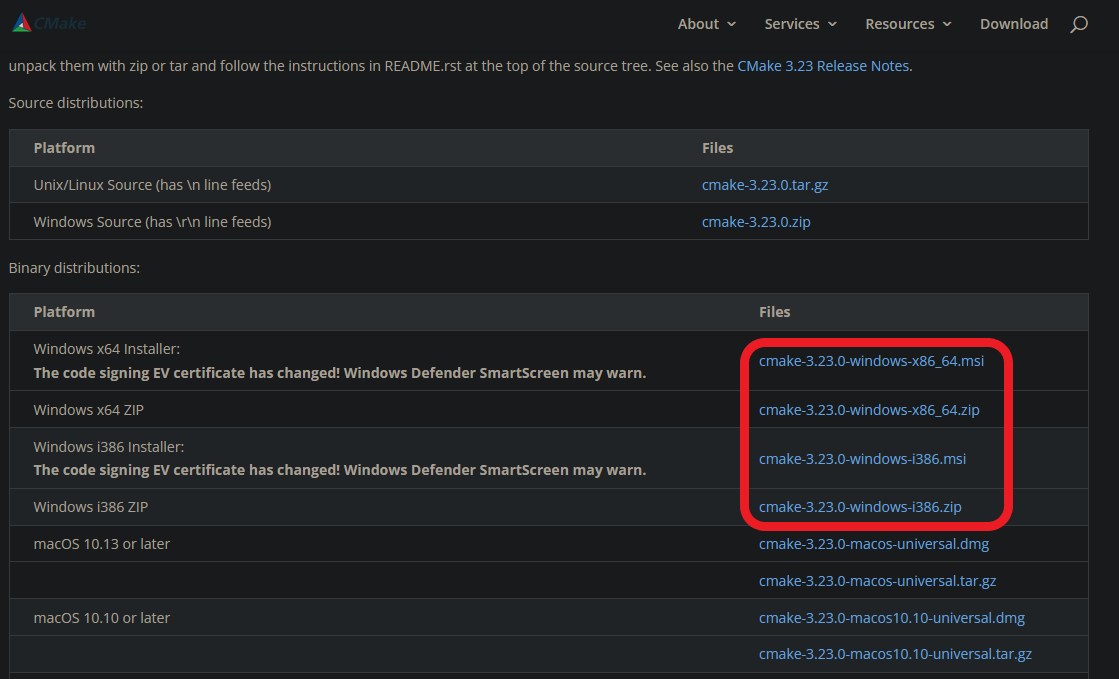 CMake
About
Services
Resources
Download
unpack them with zip or tar and follow the instructions in README.rst at the top of the source tree. See also the CMake 3.23 Release Notes.
Source distributions:
Platform Files
Unix/Linux Source (has \n line feeds) cmake-3.23.0.tar.gz
Windows Source (has \r\n line feeds) cmake-3.23.0.zip
Binary distributions:
Platform Files
Windows x64 Installer:
The code signing EV certificate has changed! Windows Defender SmartScreen may warn.
cmake-3.23.0-windows-x86_64.msi
Windows x64 ZIP cmake-3.23.0-windows-x86_64.zip
Windows i386 Installer:
The code signing EV certificate has changed! Windows Defender SmartScreen may warn.
cmake-3.23.0-windows-i386.msi
Windows i386 ZIP cmake-3.23.0-windows-i386.zip
macOS 10.13 or later cmake-3.23.0-macos-universal.dmg
cmake-3.23.0-macos-universal.tar.gz
macOS 10.10 or later cmake-3.23.0-macos10.10-universal.dmg
cmake-3.23.0-macos10.10-universal.tar.gz